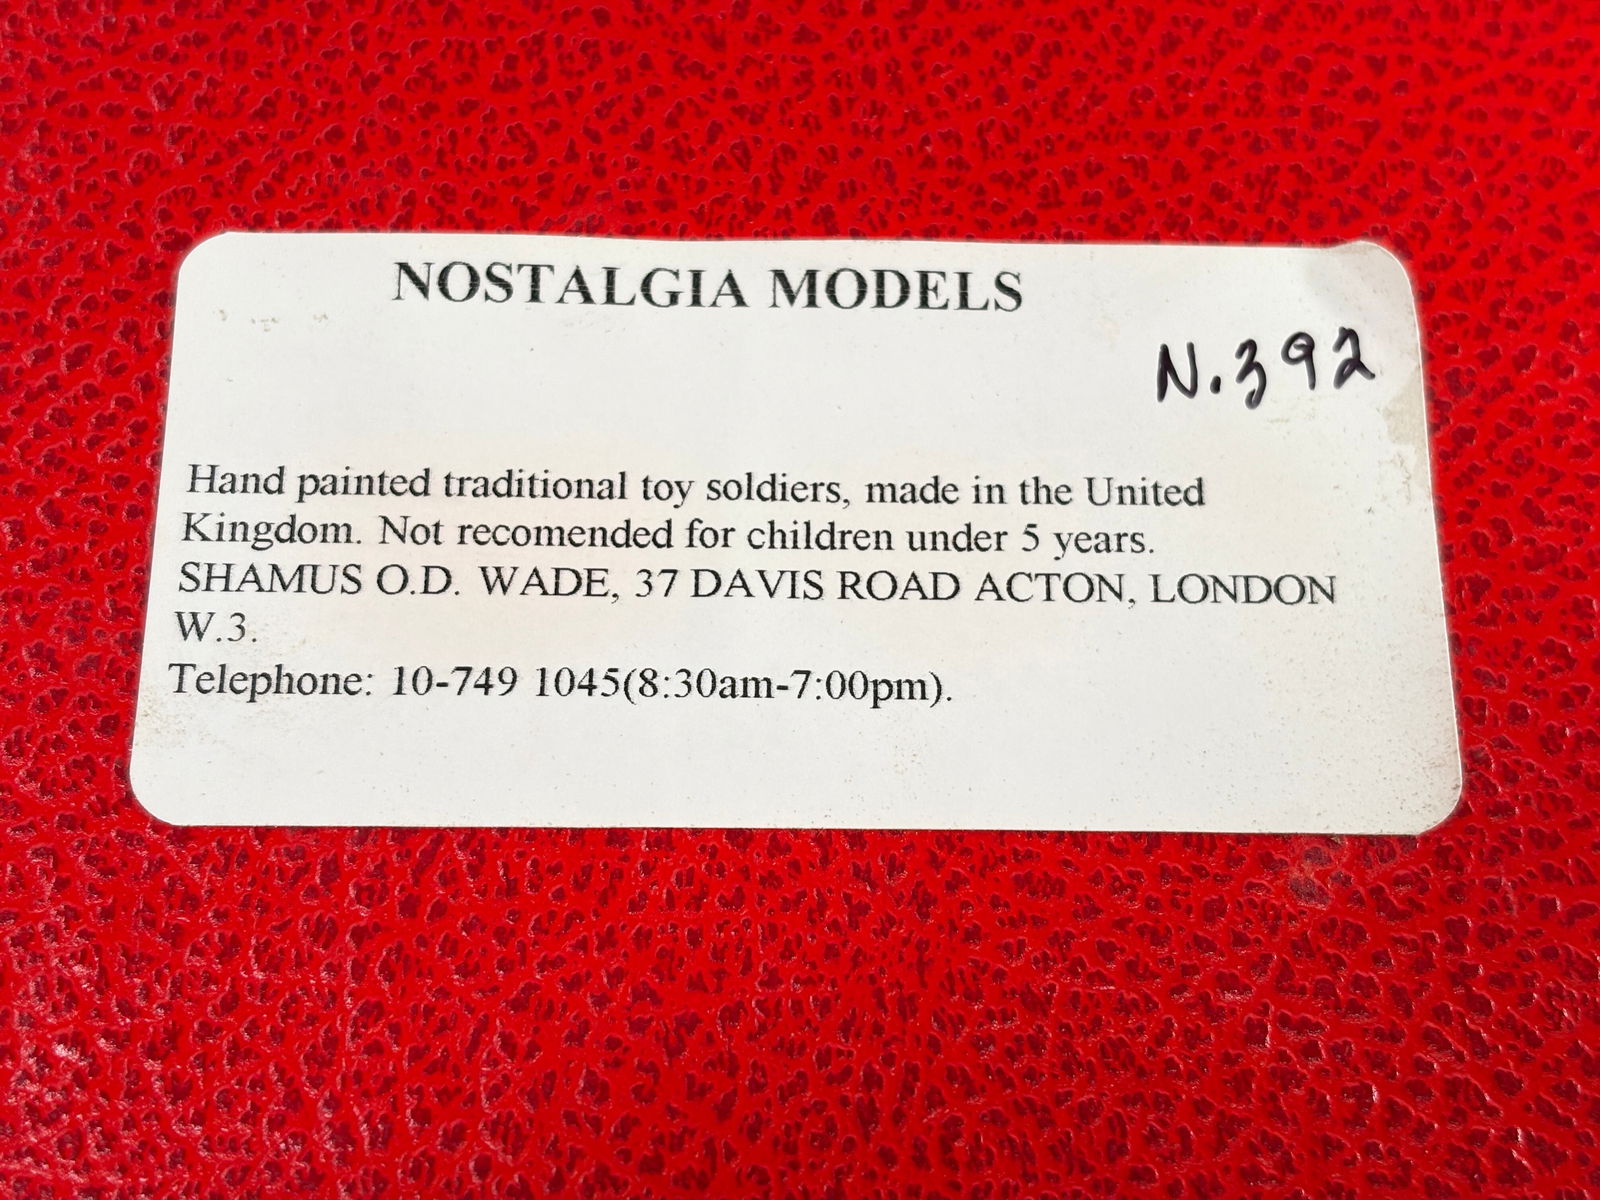 NOSTALGIA MODELS
N.392
Hand painted traditional toy soldiers, made in the United
Kingdom. Not recomended for children under 5 years.
SHAMUS O.D. WADE, 37 DAVIS ROAD ACTON, LONDON
W.3.
Telephone: 10-749 1045(8:30am-7:00pm).